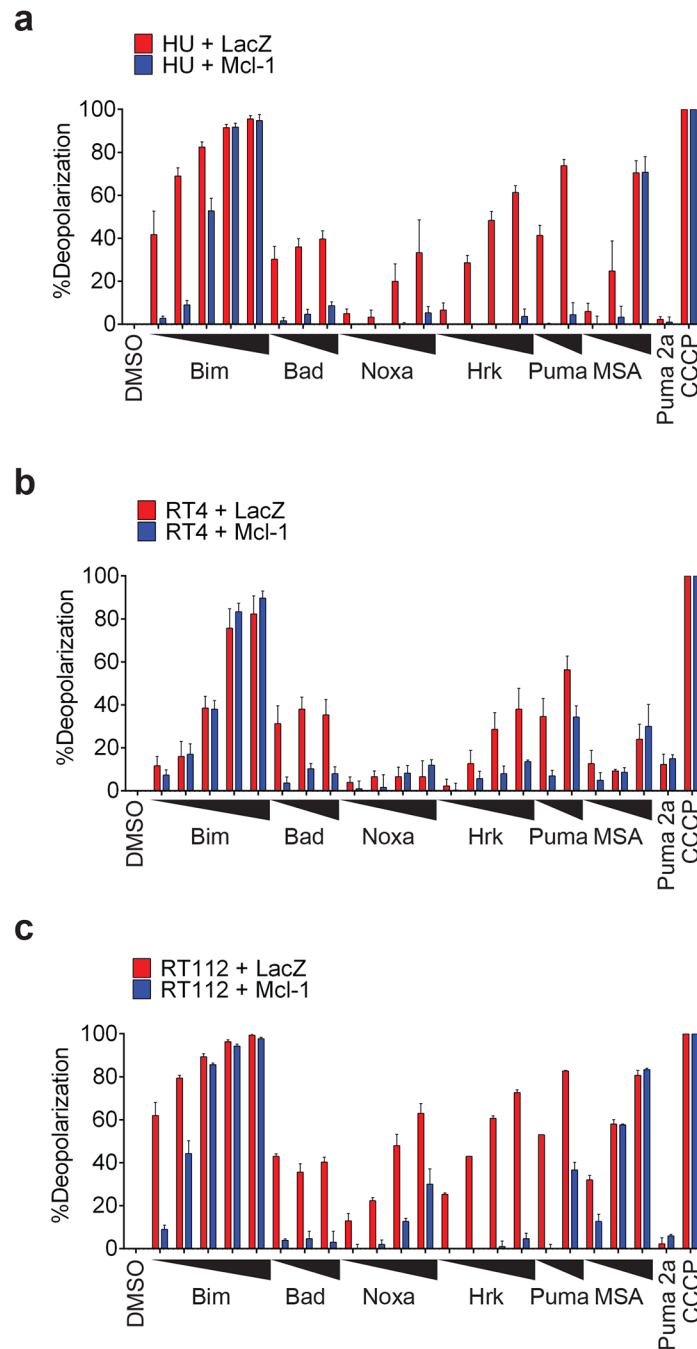 a
HU + LacZ
HU + Mcl-1
%Deopolarization
100
80
60
40
20
0
DMSO
Bim
Bad
Noxa
Hrk
Puma
MSA
Puma 2a
CCCP
b
RT4 + LacZ
RT4 + Mcl-1
%Deopolarization
100
80
60
40
20
0
DMSO
Bim
Bad
Noxa
Hrk
Puma
MSA
Puma 2a
CCCP
c
RT112 + LacZ
RT112 + Mcl-1
%Deopolarization
100
80
60
40
20
0
DMSO
Bim
Bad
Noxa
Hrk
Puma
MSA
Puma 2a
CCCP